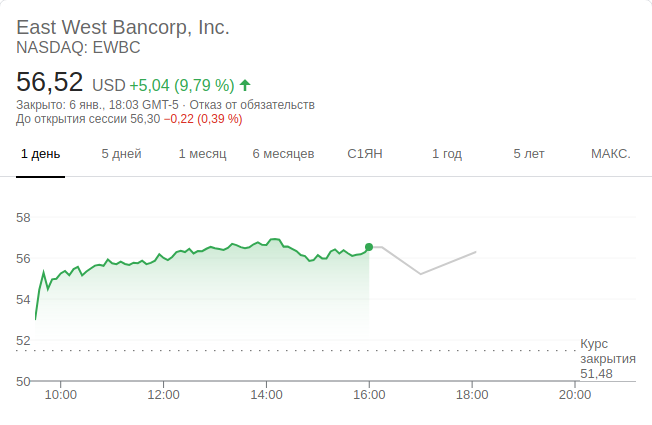 East West Bancorp, Inc.
NASDAQ: EWBC
56,52 USD +5,04 (9,79 %)
Закрыто: 6 янв., 18:03 GMT-5 · Отказ от обязательств
До открытия сессии 56,30 −0,22 (0,39 %)
1 день 5 дней 1 месяц 6 месяцев С1ЯН 1 год 5 лет МАКС.
58
56
54
52
Курс
закрытия
51,48
50
10:00 12:00 14:00 16:00 18:00 20:00